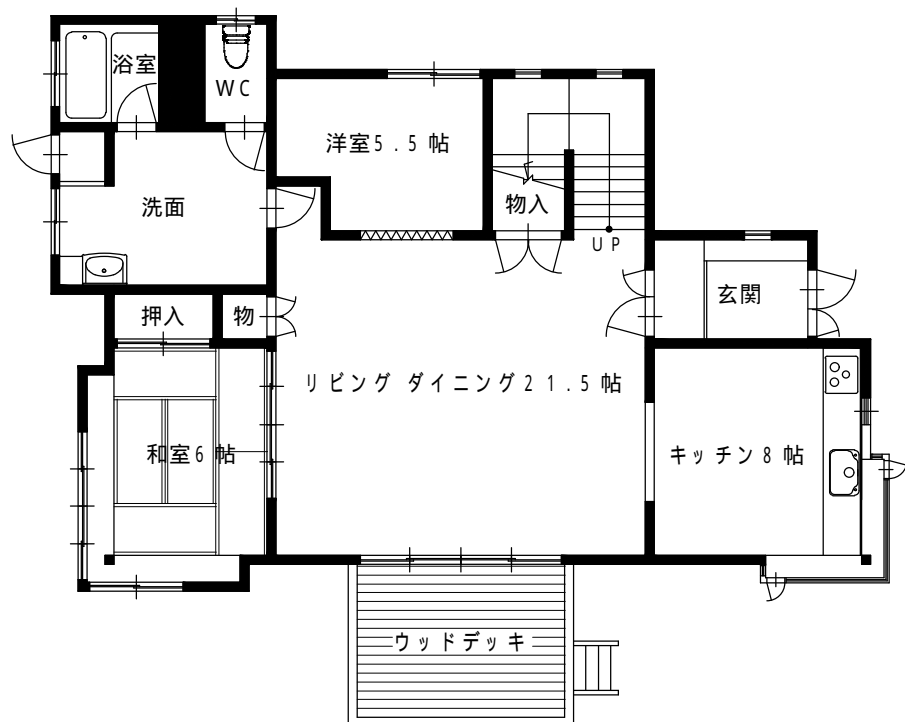 浴室
WC
洋室5.5帖
洗面
物入
UP
玄関
押入
物
リビング ダイニング21.5帖
和室6帖
キッチン8帖
ウッドデッキ